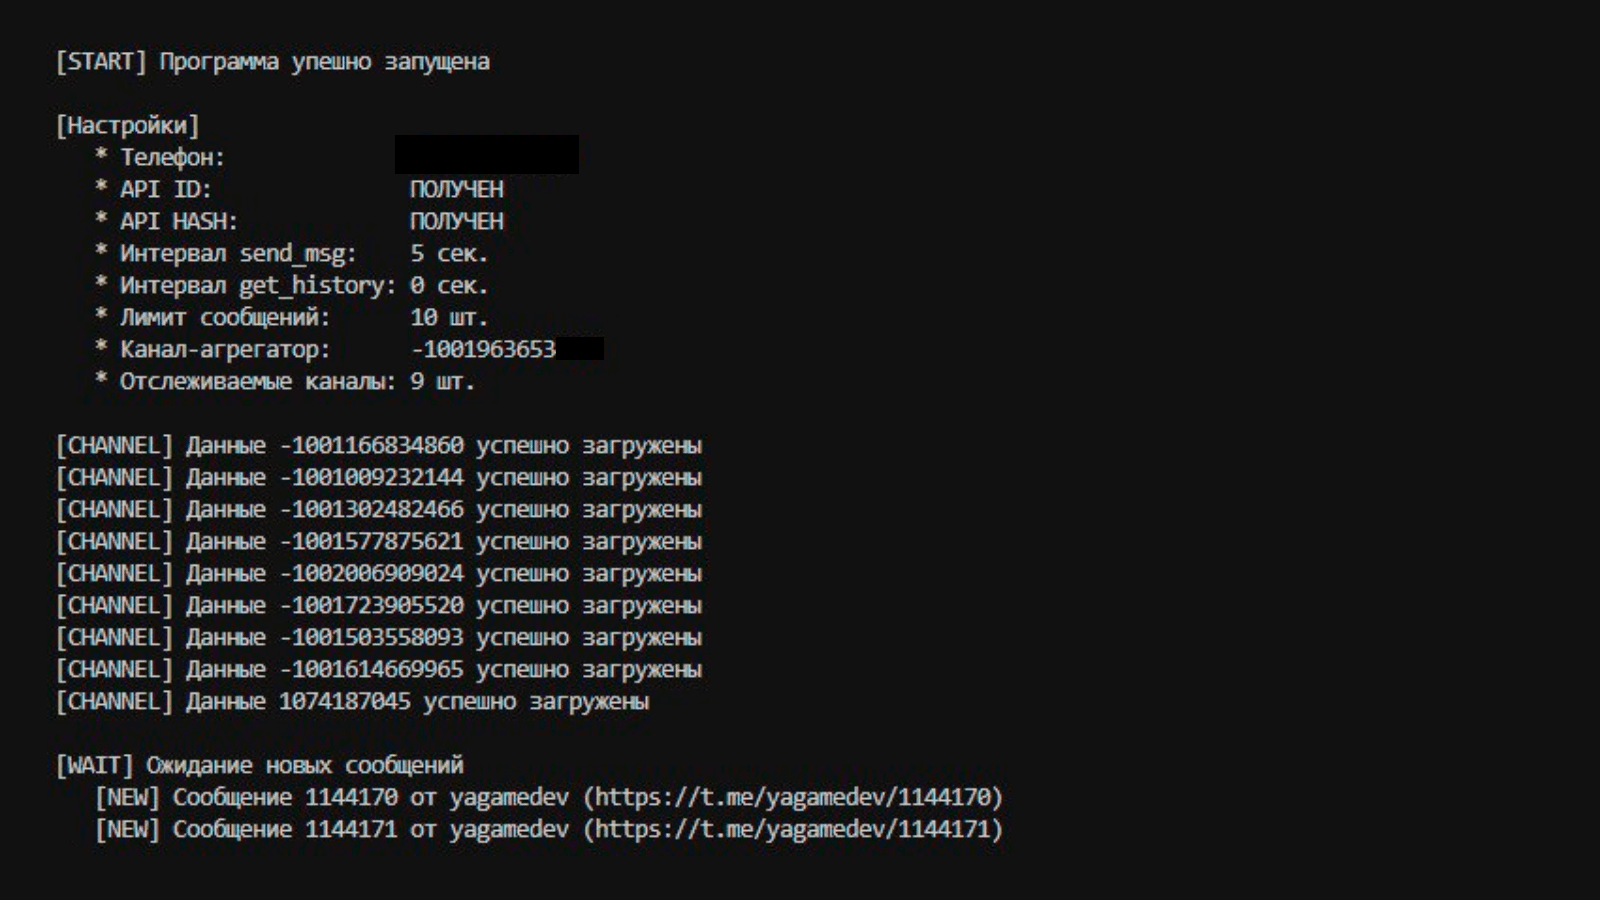 [START] Программа упешно запущена
[Настройки]
* Телефон:
* API ID: ПОЛУЧЕН
* API HASH: ПОЛУЧЕН
* Интервал send_msg: 5 сек.
* Интервал get_history: 0 сек.
* Лимит сообщений: 10 шт.
* Канал-агрегатор: -1001963653
* Отслеживаемые каналы: 9 шт.
[CHANNEL] Данные -1001166834860 успешно загружены
[CHANNEL] Данные -1001009232144 успешно загружены
[CHANNEL] Данные -1001302482466 успешно загружены
[CHANNEL] Данные -1001577875621 успешно загружены
[CHANNEL] Данные -1002006909024 успешно загружены
[CHANNEL] Данные -1001723905520 успешно загружены
[CHANNEL] Данные -1001503558093 успешно загружены
[CHANNEL] Данные -1001614669965 успешно загружены
[CHANNEL] Данные 1074187045 успешно загружены
[WAIT] Ожидание новых сообщений
[NEW] Сообщение 1144170 от yagamedev (https://t.me/yagamedev/1144170)
[NEW] Сообщение 1144171 от yagamedev (https://t.me/yagamedev/1144171)